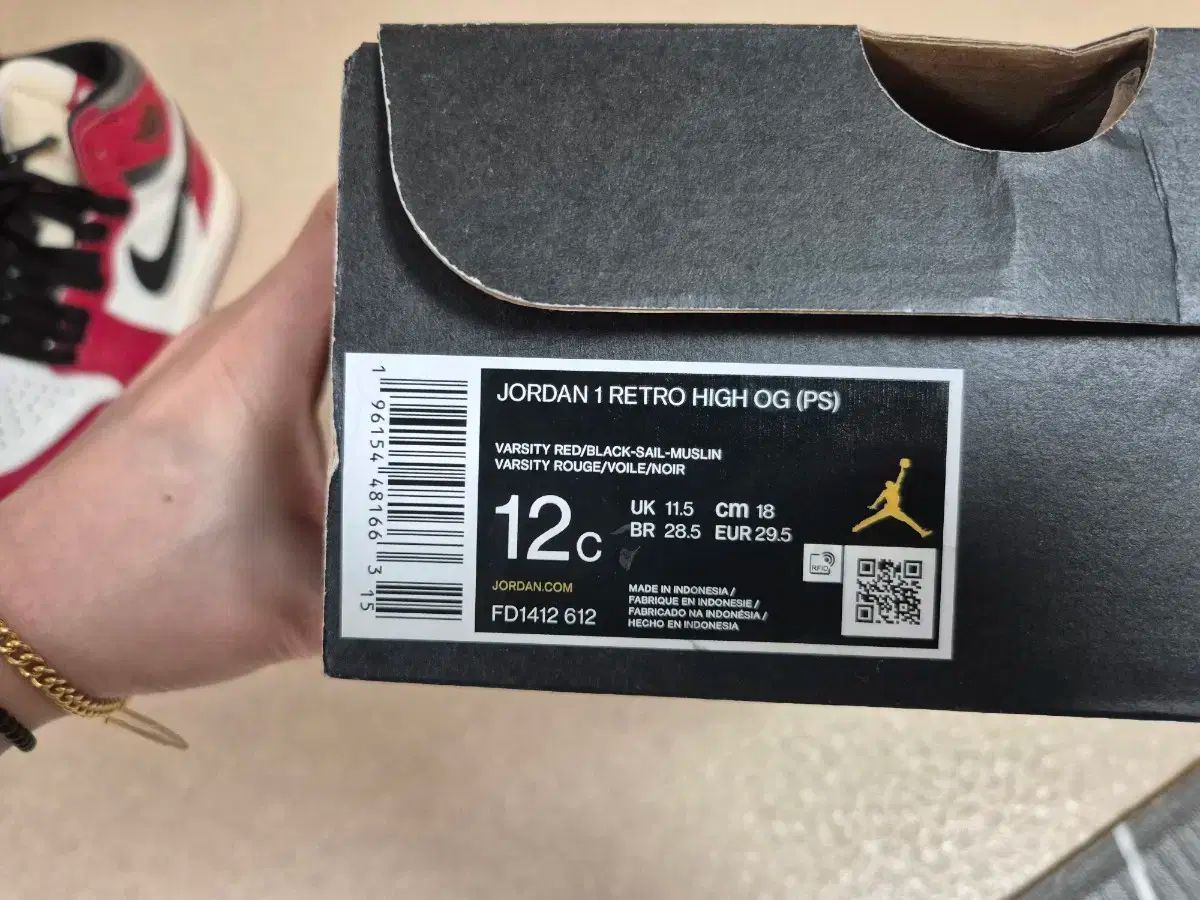 JORDAN 1 RETRO HIGH OG (PS)
VARSITY RED/BLACK-SAIL-MUSLIN
VARSITY ROUGE/VOILE/NOIR
12c
UK 11.5 cm 18
BR 28.5 EUR 29.5
RFID
JORDAN.COM
FD1412 612
MADE IN INDONESIA /
FABRIQUE EN INDONESIE /
FABRICADO NA INDONÉSIA /
HECHO EN INDONESIA
1 96154 48166 3 15